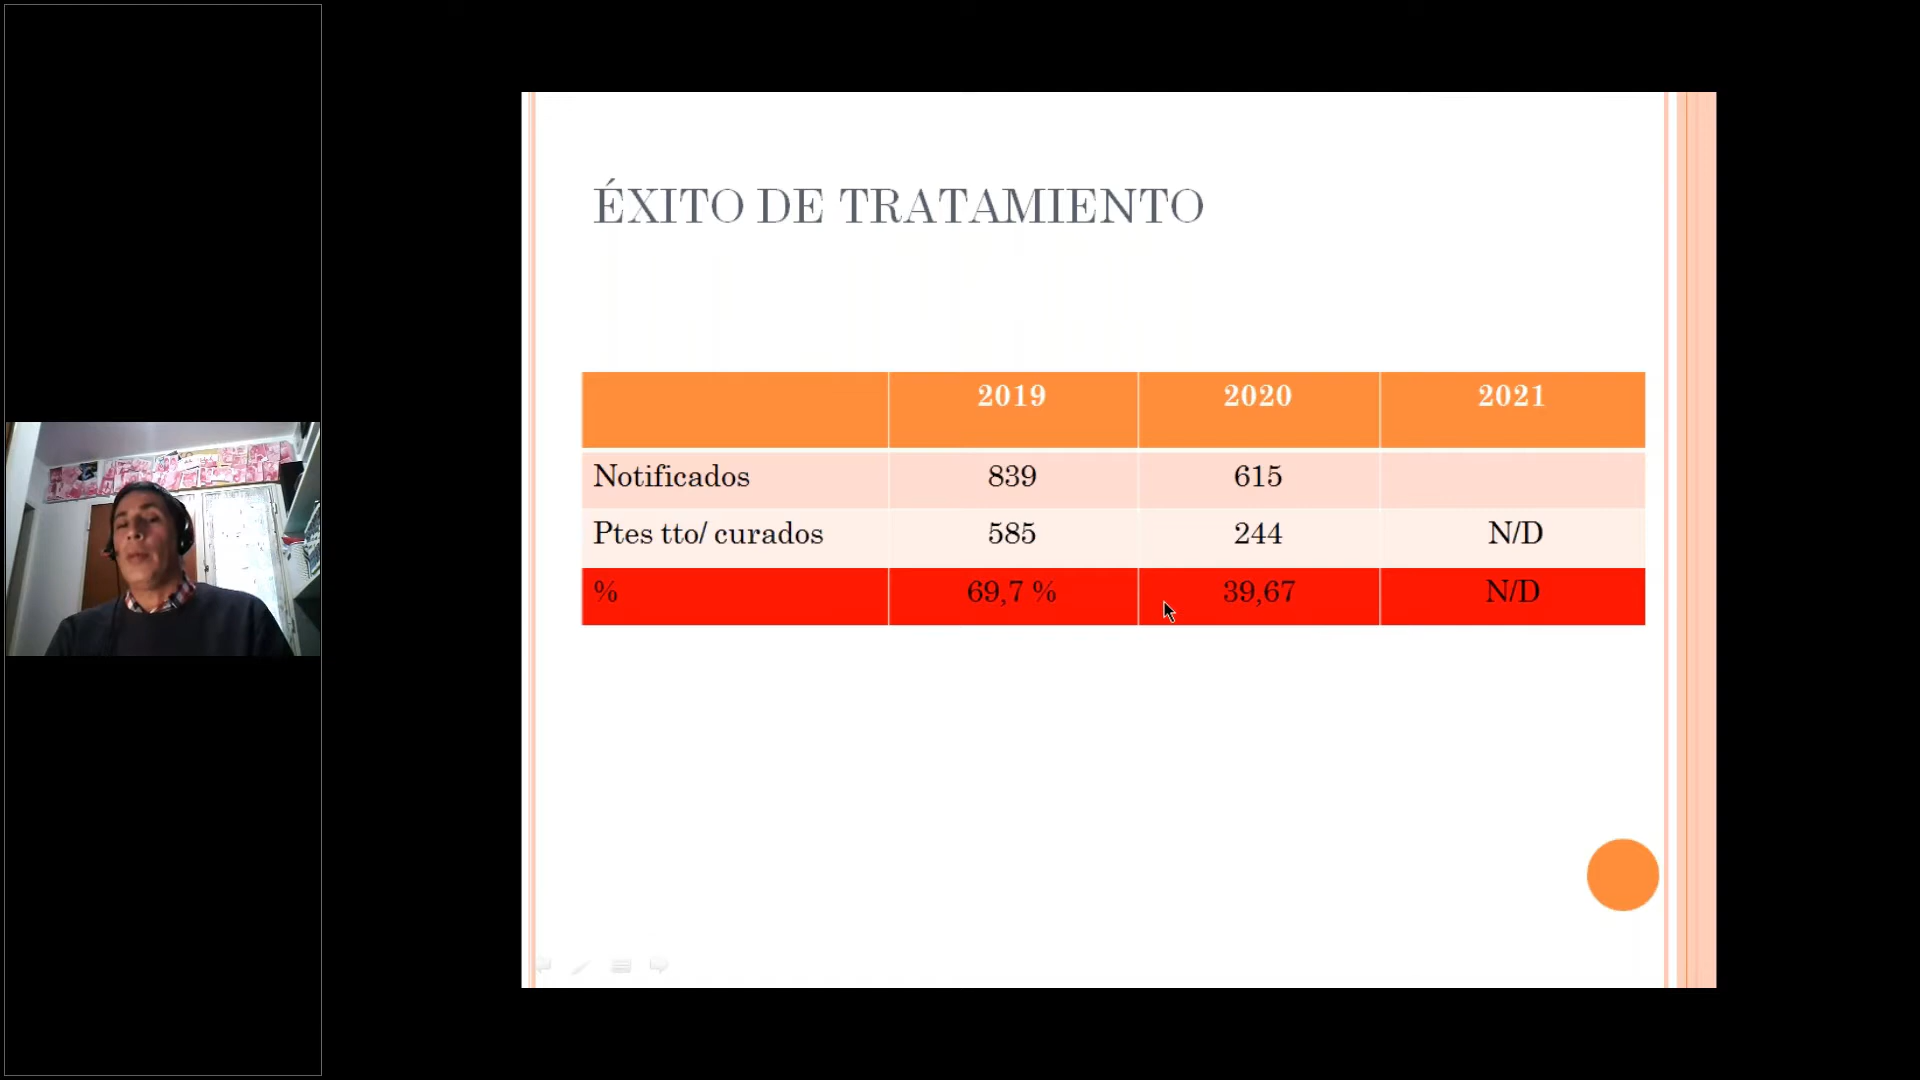 ÉXITO DE TRATAMIENTO
2019 2020 2021
Notificados 839 615
Ptes tto/ curados 585 244 N/D
% 69,7 % 39,67 N/D